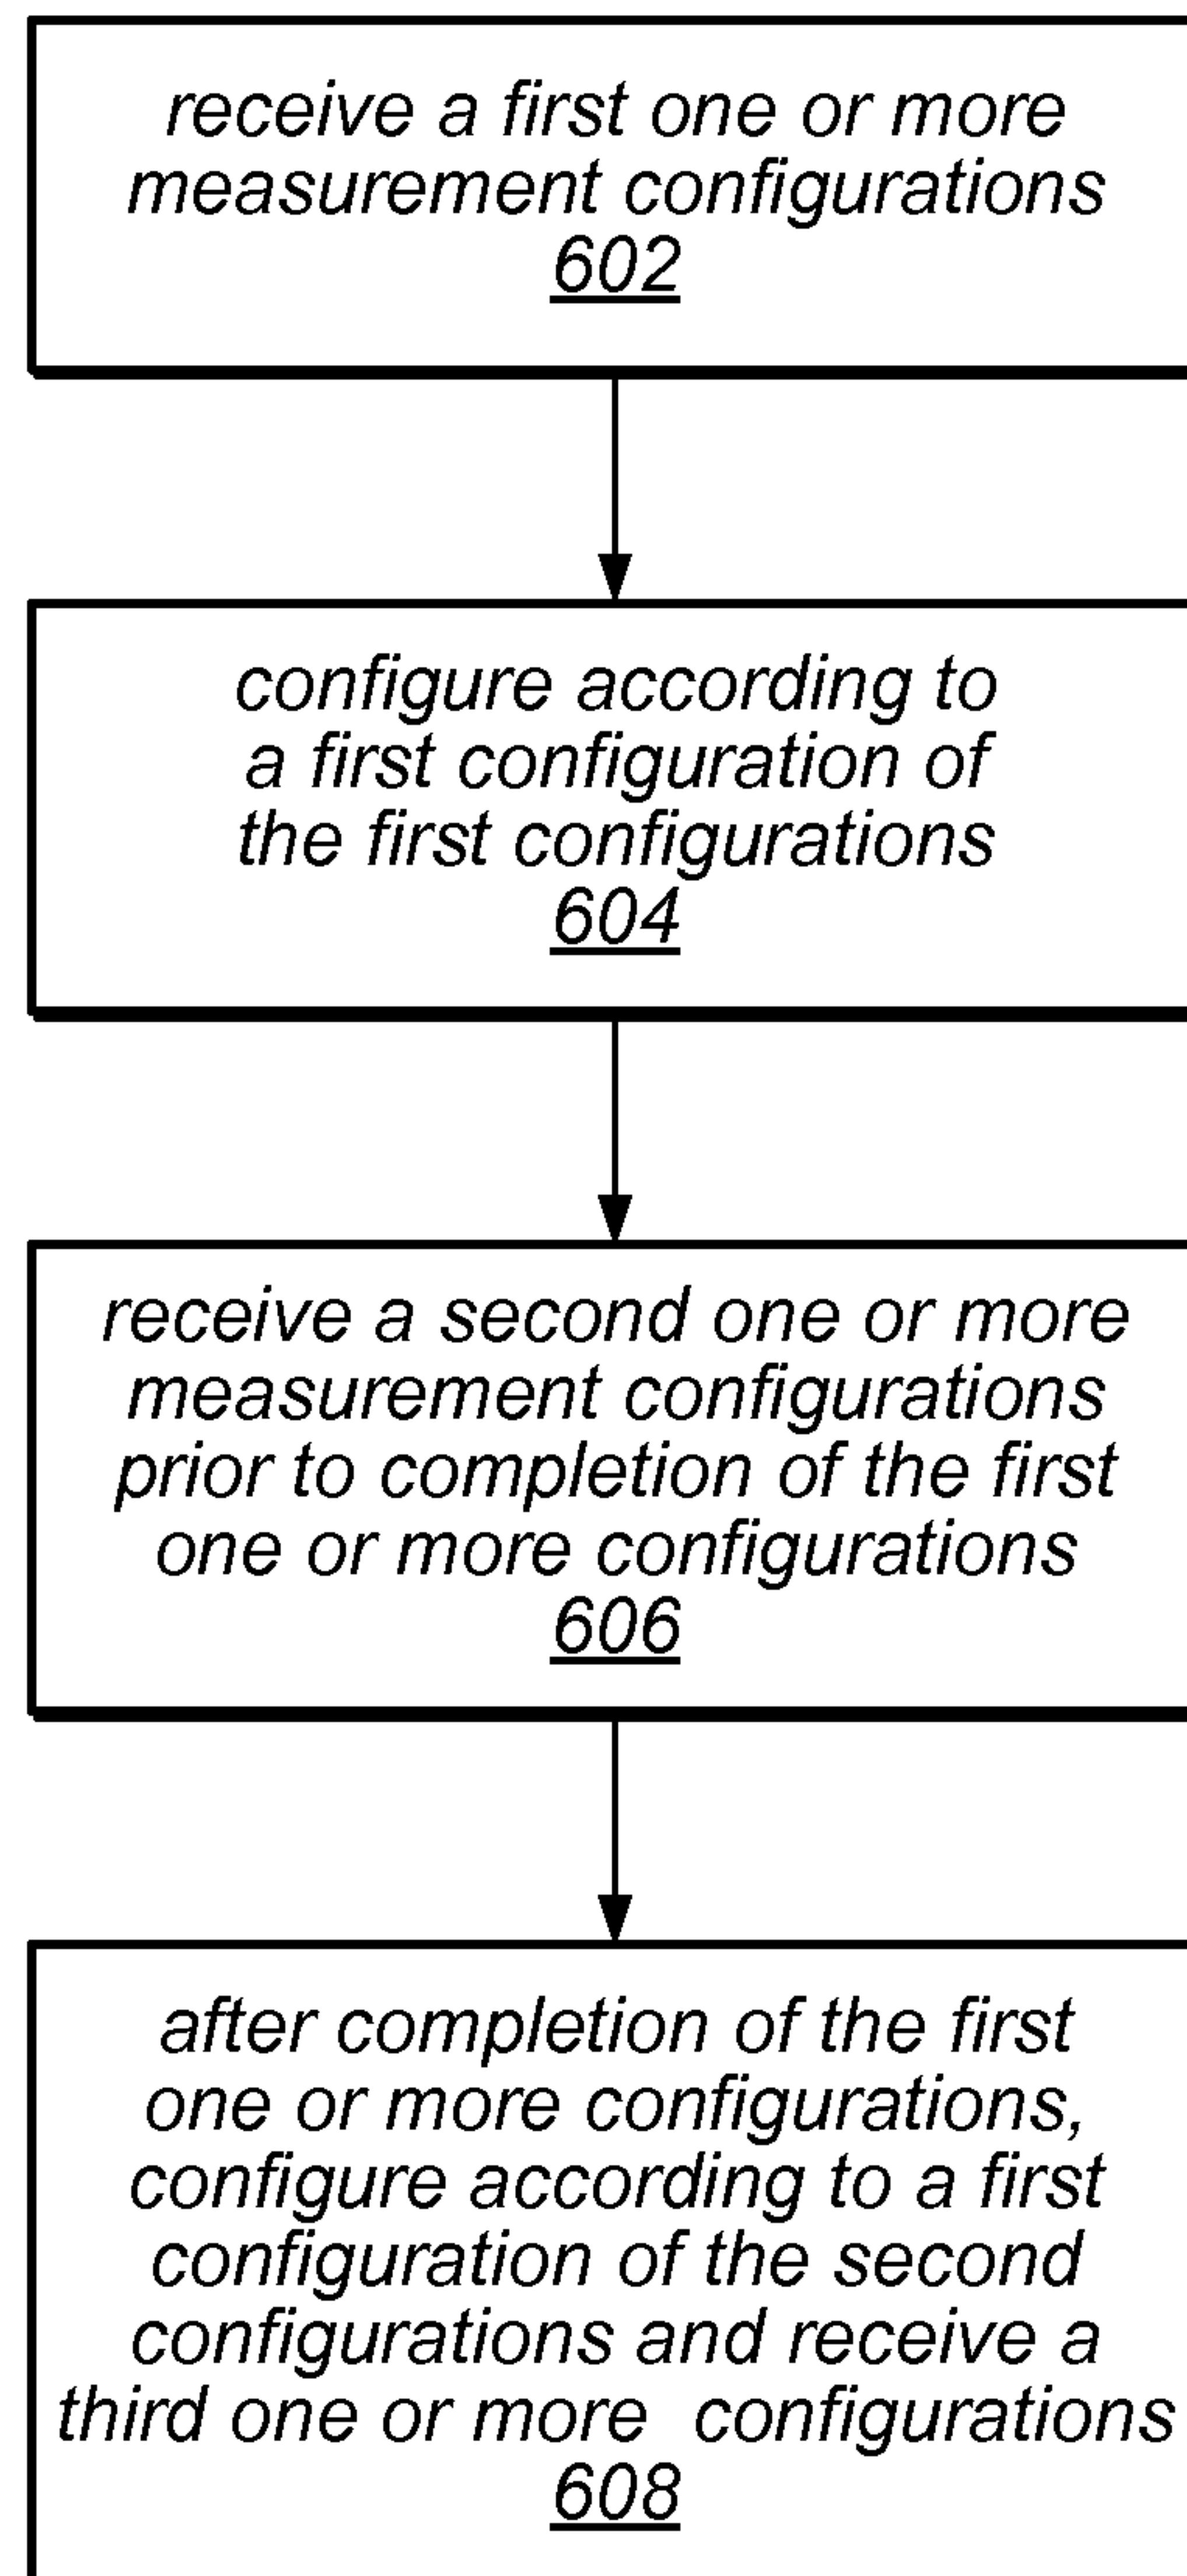 receive a first one or more
measurement configurations
602
configure according to
a first configuration of
the first configurations
604
receive a second one or more
measurement configurations
prior to completion of the first
one or more configurations
606
after completion of the first
one or more configurations,
configure according to a first
configuration of the second
configurations and receive a
third one or more  configurations
608